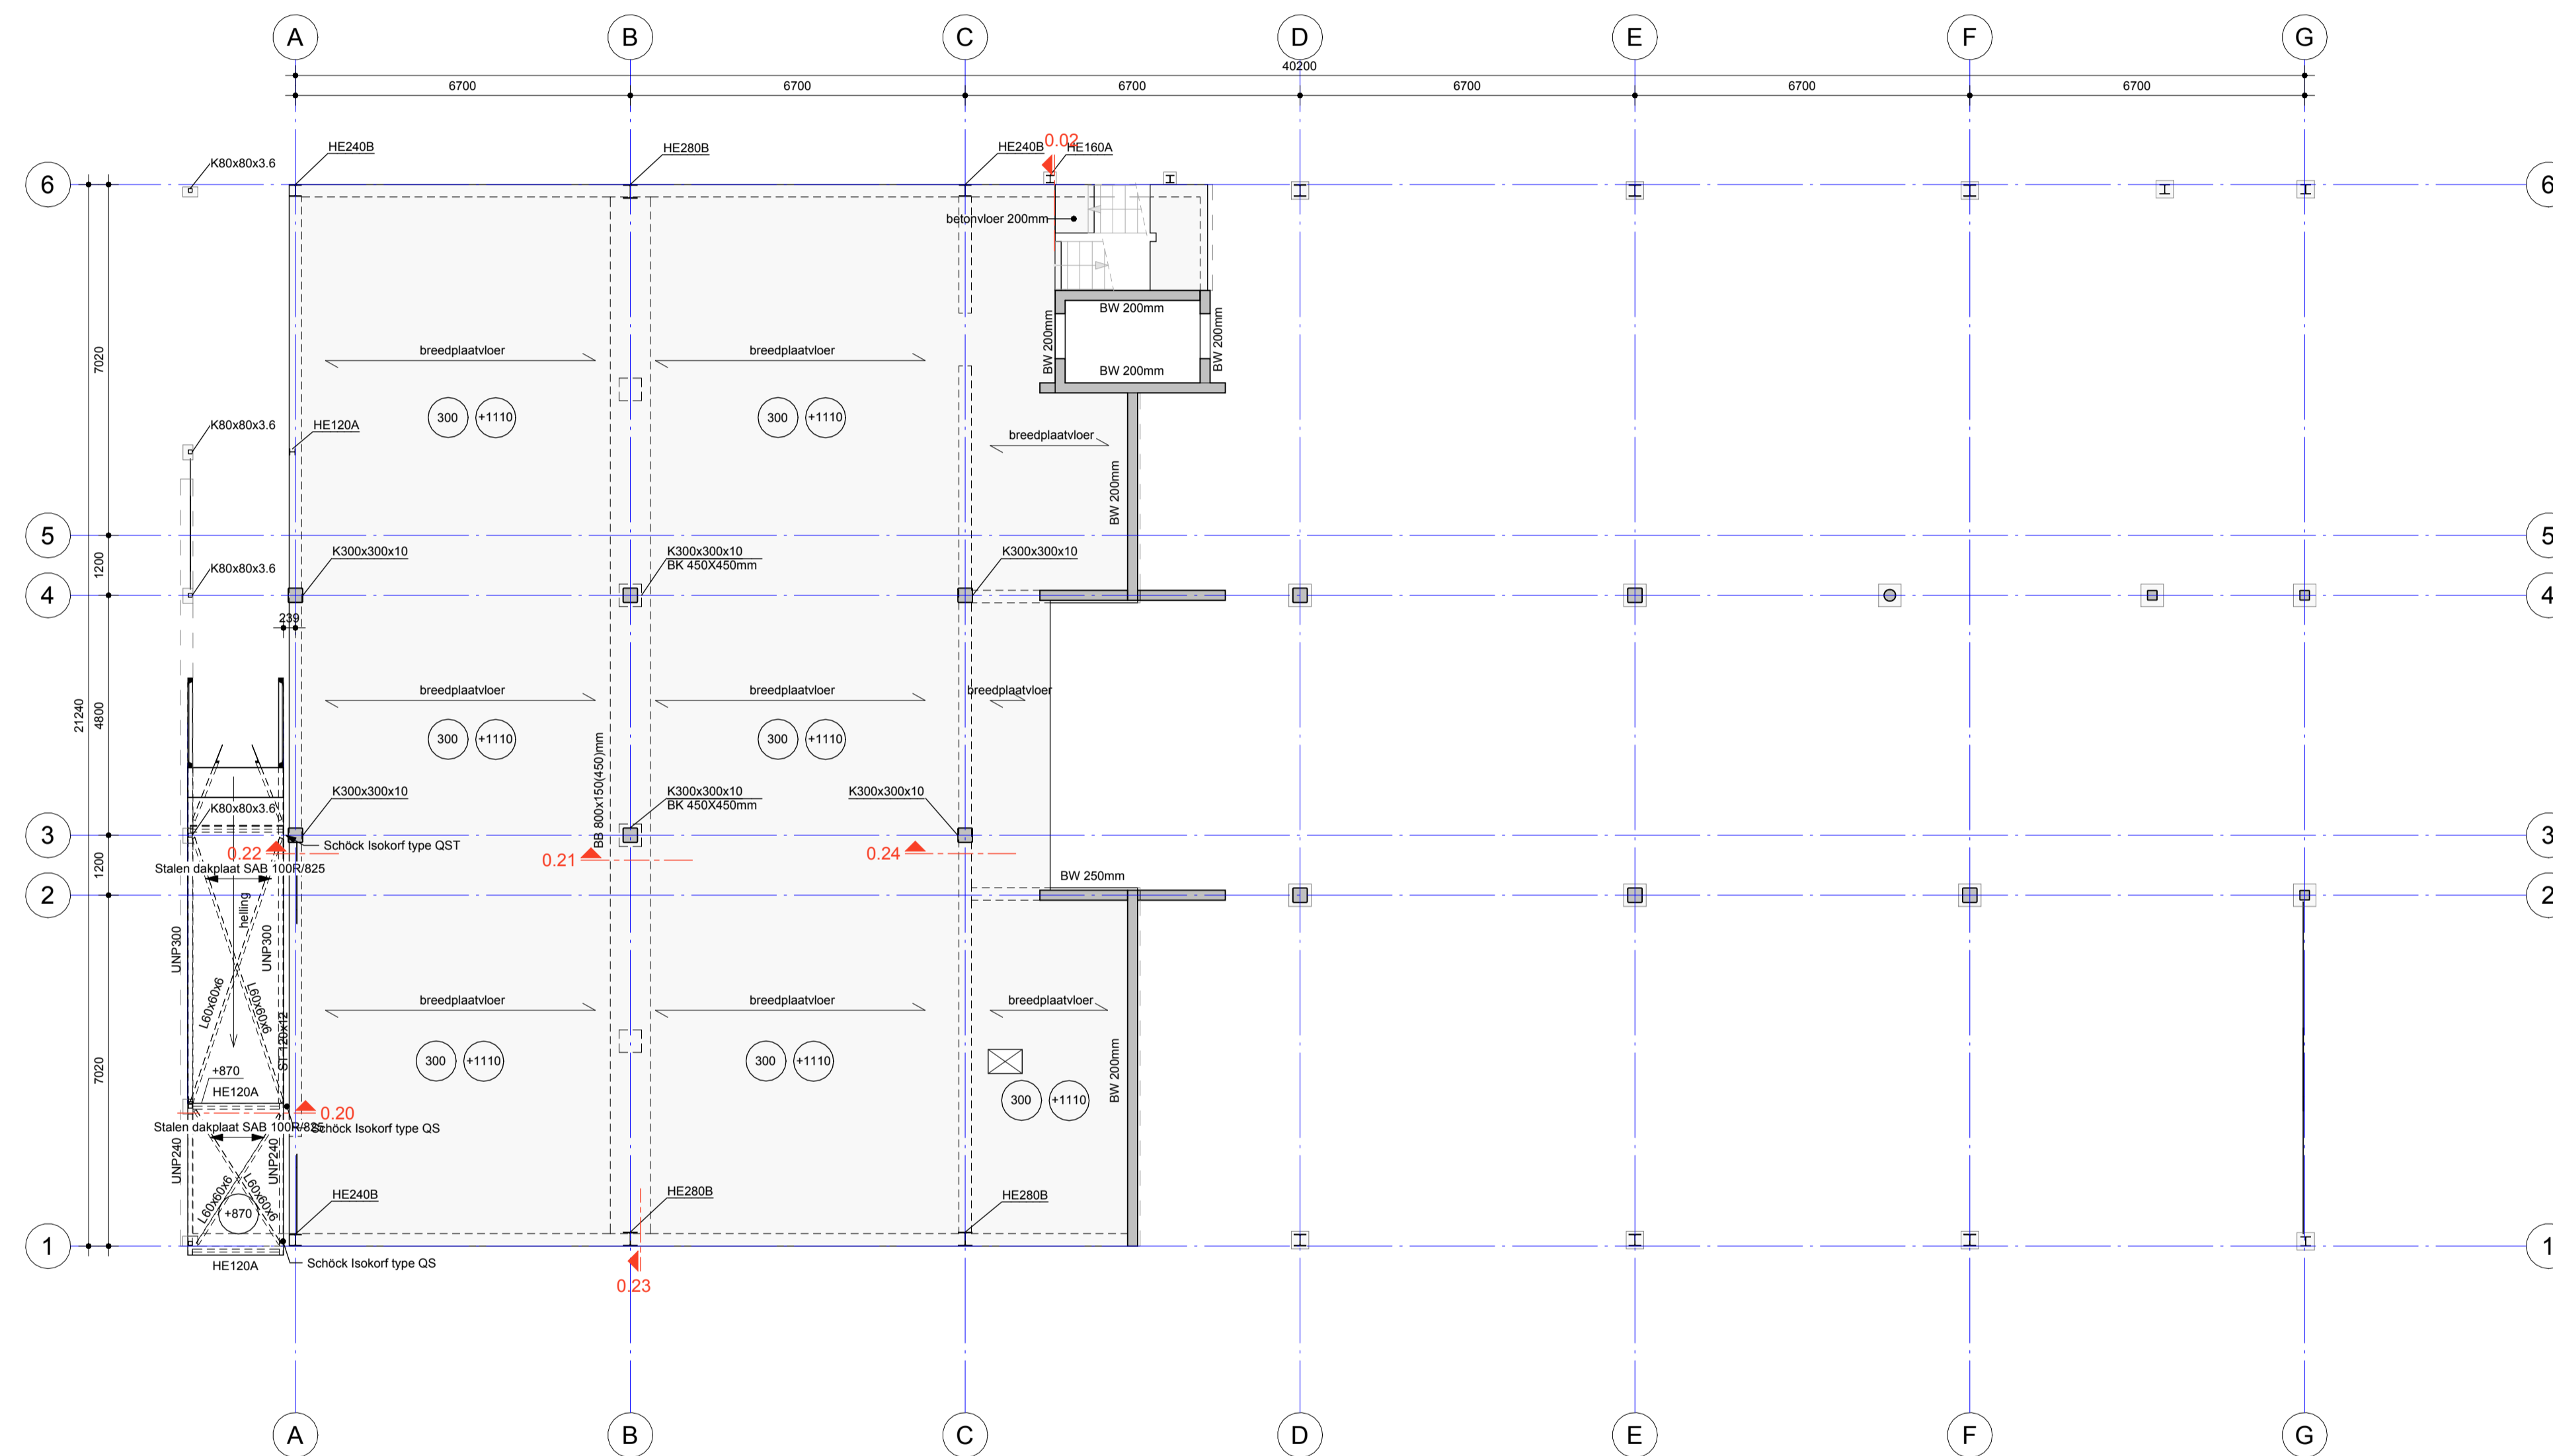 A B C D E F G
40200
6700 6700 6700 6700 6700 6700
0.02
K80x80x3.6 HE240B HE280B HE240B HE160A
6 6
betonvloer 200mm
BW 200mm
BW 200mm BW 200mm
7020 breedplaatvloer breedplaatvloer
BW 200mm
300 +1110 300 +1110
K80x80x3.6 HE120A breedplaatvloer
BW 200mm
5 5
1200 K300x300x10 K300x300x10 K300x300x10
BK 450X450mm
K80x80x3.6
4 4
239
breedplaatvloer breedplaatvloer breedplaatvloer
21240 4800
300 +1110 300 +1110
BB 800x150(450)mm
K300x300x10 K300x300x10 K300x300x10
BK 450X450mm
K80x80x3.6
3 3
Schöck Isokorf type QST
0.22 0.21 0.24
1200 Stalen dakplaat SAB 100R/825
BW 250mm
2 2
helling
UNP300 UNP300
L60x60x6 L60x60x6
breedplaatvloer breedplaatvloer breedplaatvloer
ST 120x12
7020 300 +1110 300 +1110
BW 200mm
+870
HE120A
300 +1110
0.20
Stalen dakplaat SAB 100R/825
Schöck Isokorf type QS
UNP240 UNP240
L60x60x6 L60x60x6
HE240B HE280B HE280B
+870
1 1
HE120A Schöck Isokorf type QS
0.23
A B C D E F G